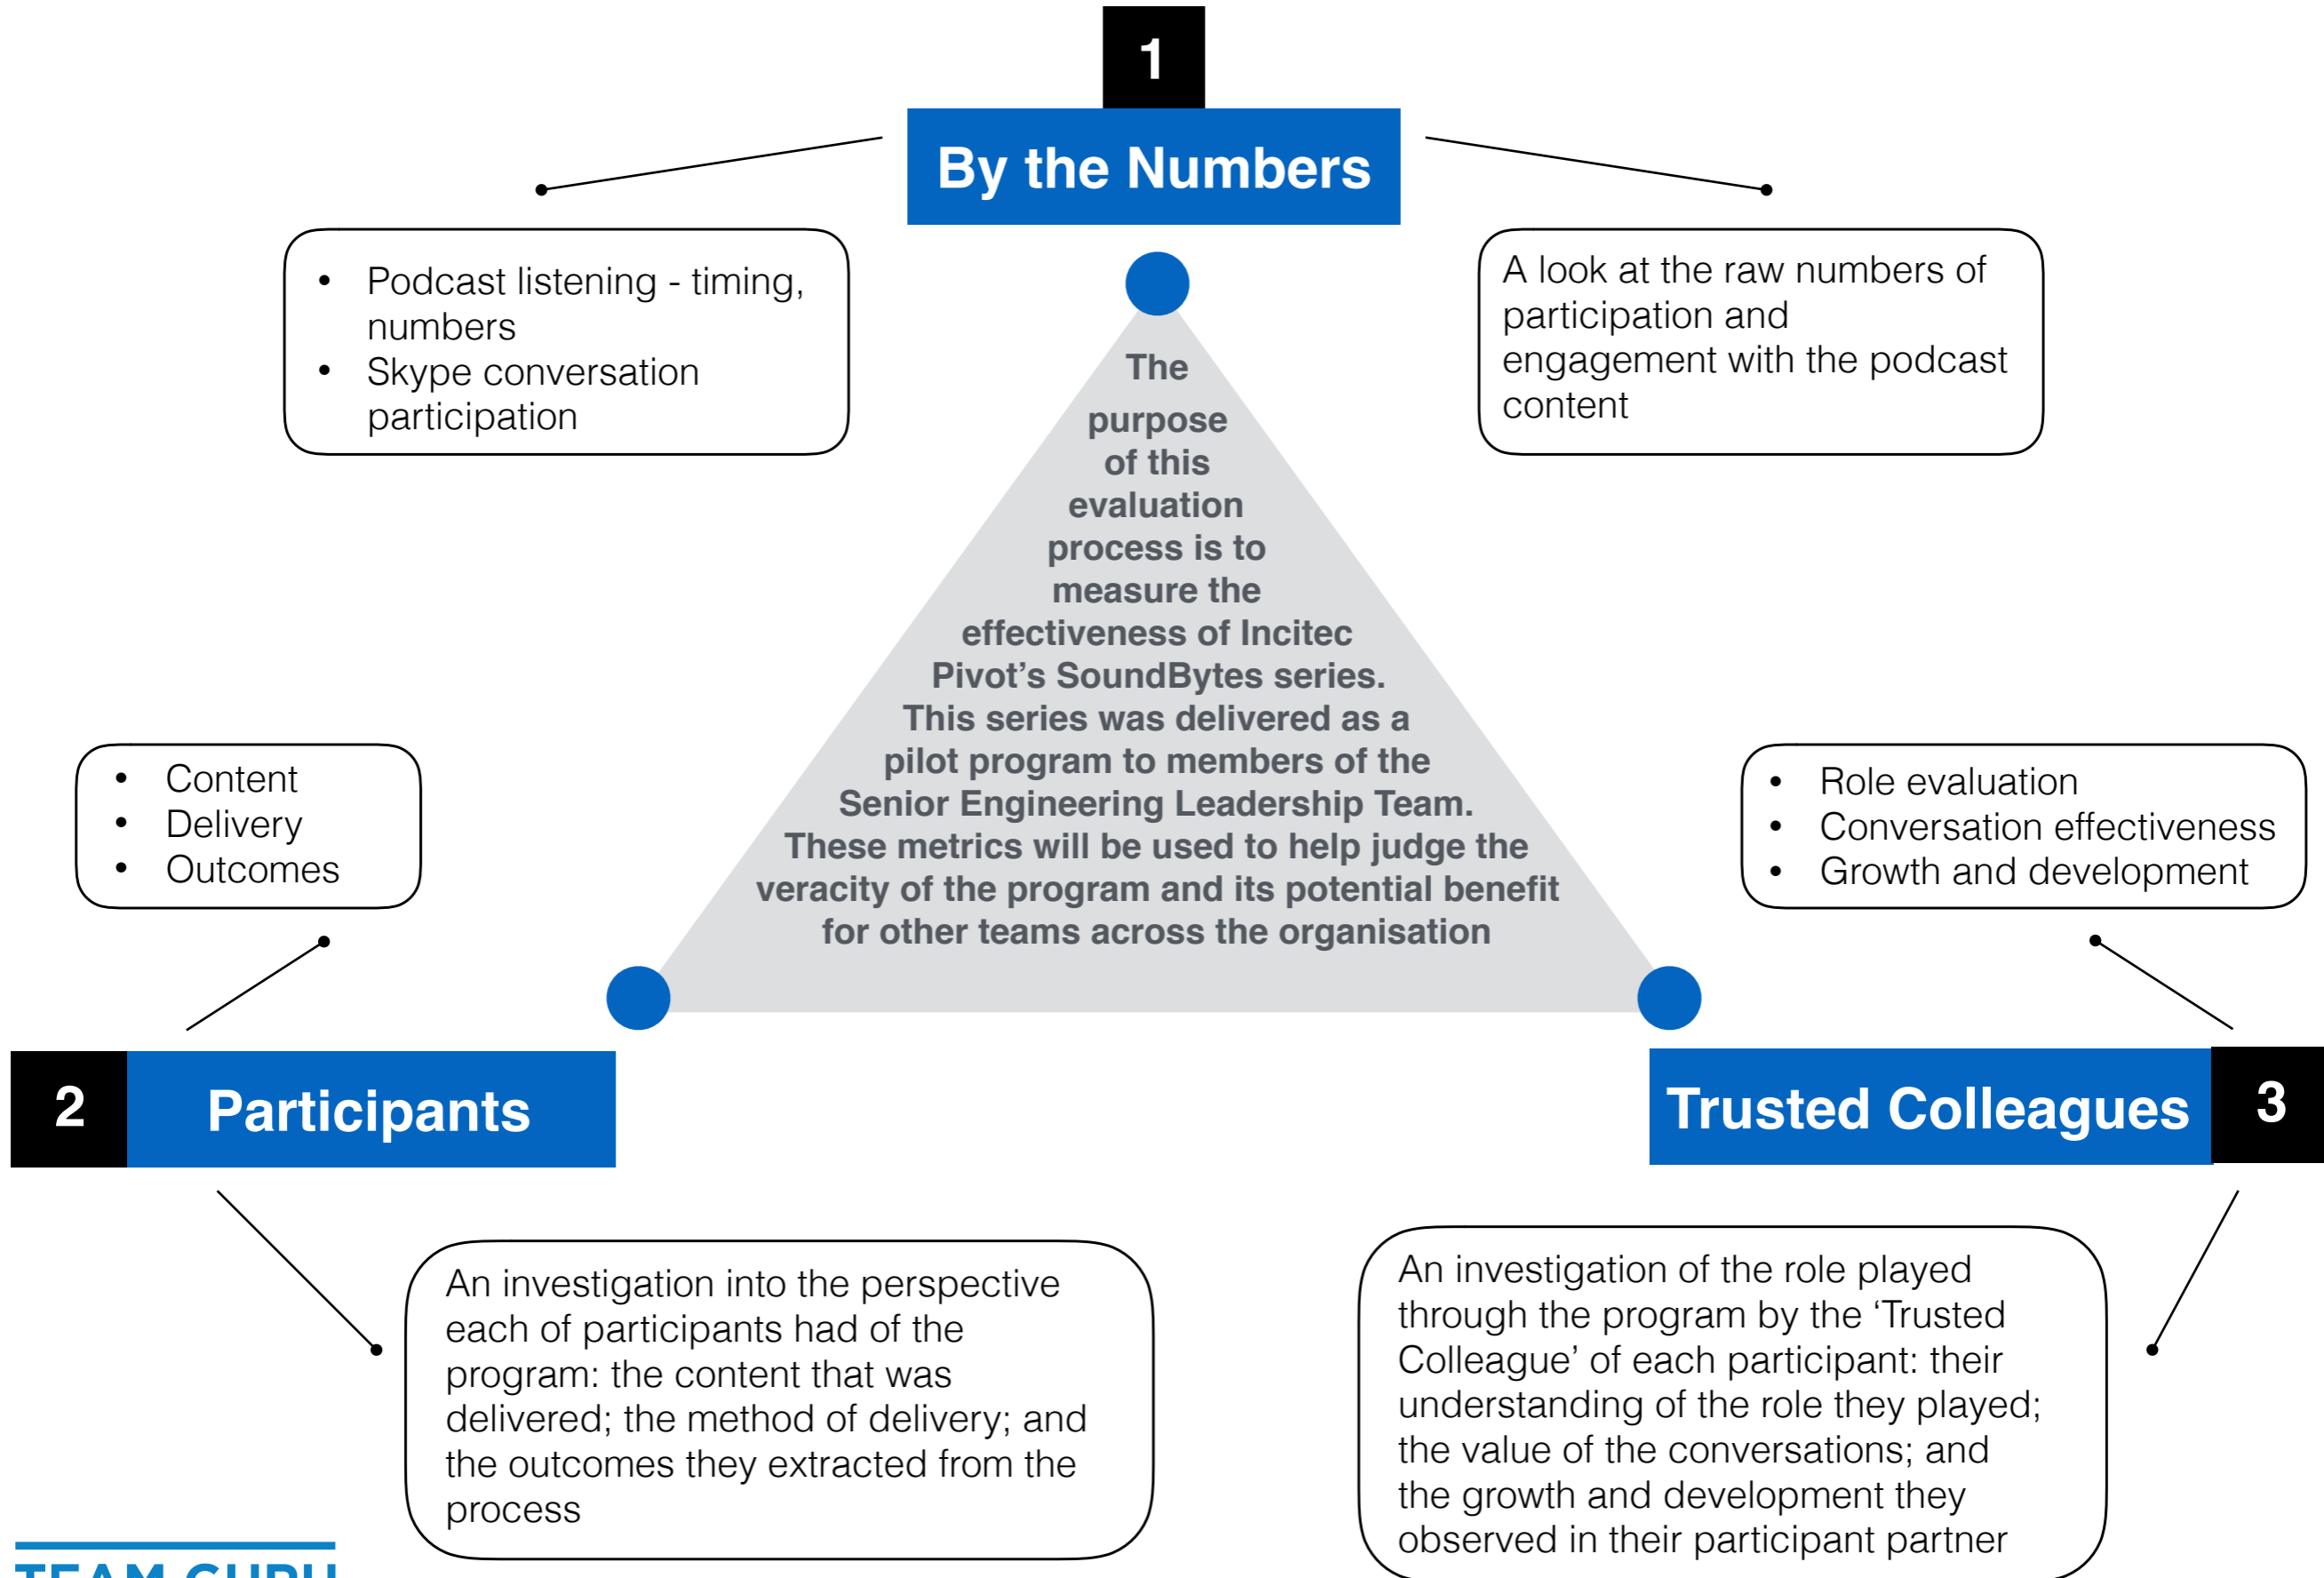 1
By the Numbers
• Podcast listening - timing,
numbers
• Skype conversation
participation
A look at the raw numbers of
participation and
engagement with the podcast
content
The
purpose
of this
evaluation
process is to
measure the
effectiveness of Incitec
Pivot’s SoundBytes series.
This series was delivered as a
pilot program to members of the
Senior Engineering Leadership Team.
These metrics will be used to help judge the
veracity of the program and its potential benefit
for other teams across the organisation
• Content
• Delivery
• Outcomes
• Role evaluation
• Conversation effectiveness
• Growth and development
2
Participants
Trusted Colleagues
3
An investigation into the perspective
each of participants had of the
program: the content that was
delivered; the method of delivery; and
the outcomes they extracted from the
process
An investigation of the role played
through the program by the ‘Trusted
Colleague’ of each participant: their
understanding of the role they played;
the value of the conversations; and
the growth and development they
observed in their participant partner
TEAM GURU